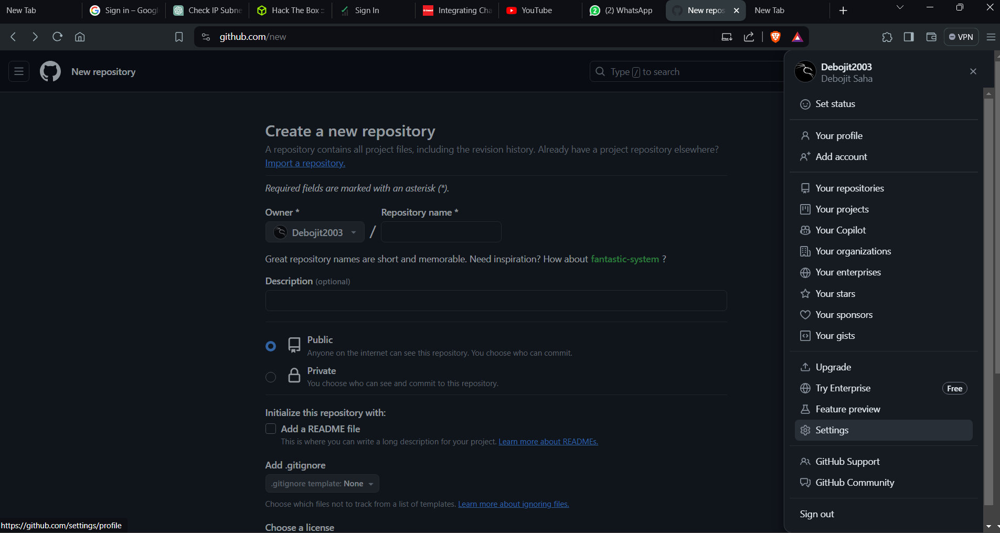 New Tab
Sign in – Googl
Check IP Subne
Hack The Box ::
Sign In
Integrating Cha
YouTube
(2) WhatsApp
New repos
New Tab
github.com/new
VPN
New repository
Type / to search
Create a new repository
A repository contains all project files, including the revision history. Already have a project repository elsewhere?
Import a repository.
Required fields are marked with an asterisk (*).
Owner *
Repository name *
Debojit2003
/
Great repository names are short and memorable. Need inspiration? How about fantastic-system ?
Description (optional)
Public
Anyone on the internet can see this repository. You choose who can commit.
Private
You choose who can see and commit to this repository.
Initialize this repository with:
Add a README file
This is where you can write a long description for your project. Learn more about READMEs.
Add .gitignore
.gitignore template: None
Choose which files not to track from a list of templates. Learn more about ignoring files.
Choose a license
https://github.com/settings/profile
Debojit2003
Debojit Saha
Set status
Your profile
Add account
Your repositories
Your projects
Your Copilot
Your organizations
Your enterprises
Your stars
Your sponsors
Your gists
Upgrade
Try Enterprise
Free
Feature preview
Settings
GitHub Support
GitHub Community
Sign out